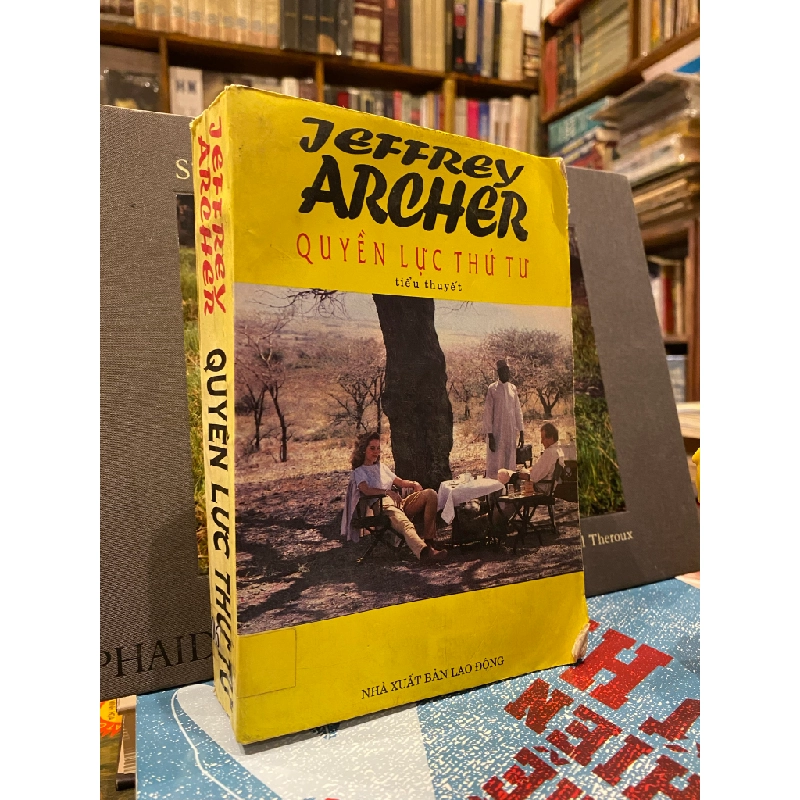 JEFFREY
ARCHER
QUYỀN LỰC THỨ TƯ
tiểu thuyết
NHÀ XUẤT BẢN LAO ĐỘNG
JEFFREY
ARCHER
QUYỀN LỰC THỨ TƯ
PHAID
Theroux